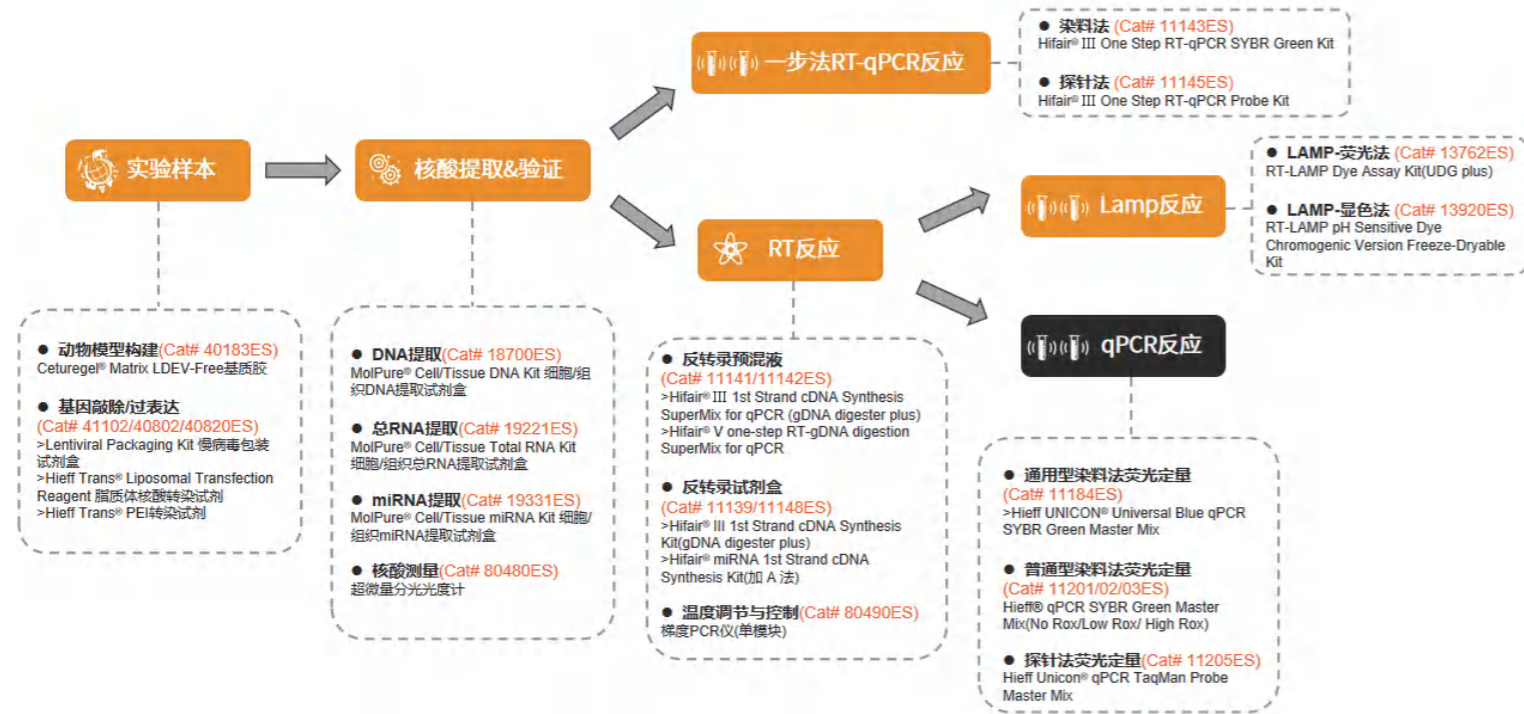 一步法RT-qPCR反应
● 染料法 (Cat# 11143ES)
Hifair® III One Step RT-qPCR SYBR Green Kit
● 探针法 (Cat# 11145ES)
Hifair® III One Step RT-qPCR Probe Kit
实验样本
核酸提取&验证
RT反应
Lamp反应
● LAMP-荧光法 (Cat# 13762ES)
RT-LAMP Dye Assay Kit(UDG plus)
● LAMP-显色法 (Cat# 13920ES)
RT-LAMP pH Sensitive Dye
Chromogenic Version Freeze-Dryable
Kit
qPCR反应
● 动物模型构建(Cat# 40183ES)
Ceturegel® Matrix LDEV-Free基质胶
● 基因敲除/过表达
(Cat# 41102/40802/40820ES)
>Lentiviral Packaging Kit 慢病毒包装
试剂盒
>Hieff Trans® Liposomal Transfection
Reagent 脂质体核酸转染试剂
>Hieff Trans® PEI转染试剂
● DNA提取(Cat# 18700ES)
MolPure® Cell/Tissue DNA Kit 细胞/组
织DNA提取试剂盒
● 总RNA提取(Cat# 19221ES)
MolPure® Cell/Tissue Total RNA Kit
细胞/组织总RNA提取试剂盒
● miRNA提取(Cat# 19331ES)
MolPure® Cell/Tissue miRNA Kit 细胞/
组织miRNA提取试剂盒
● 核酸测量(Cat# 80480ES)
超微量分光光度计
● 反转录预混液
(Cat# 11141/11142ES)
>Hifair® III 1st Strand cDNA Synthesis
SuperMix for qPCR (gDNA digester plus)
>Hifair® V one-step RT-gDNA digestion
SuperMix for qPCR
● 反转录试剂盒
(Cat# 11139/11148ES)
>Hifair® III 1st Strand cDNA Synthesis
Kit(gDNA digester plus)
>Hifair® miRNA 1st Strand cDNA
Synthesis Kit(加 A 法)
● 温度调节与控制(Cat# 80490ES)
梯度PCR仪(单模块)
● 通用型染料法荧光定量
(Cat# 11184ES)
>Hieff UNICON® Universal Blue qPCR
SYBR Green Master Mix
● 普通型染料法荧光定量
(Cat# 11201/02/03ES)
Hieff® qPCR SYBR Green Master
Mix(No Rox/Low Rox/ High Rox)
● 探针法荧光定量(Cat# 11205ES)
Hieff Unicon® qPCR TaqMan Probe
Master Mix